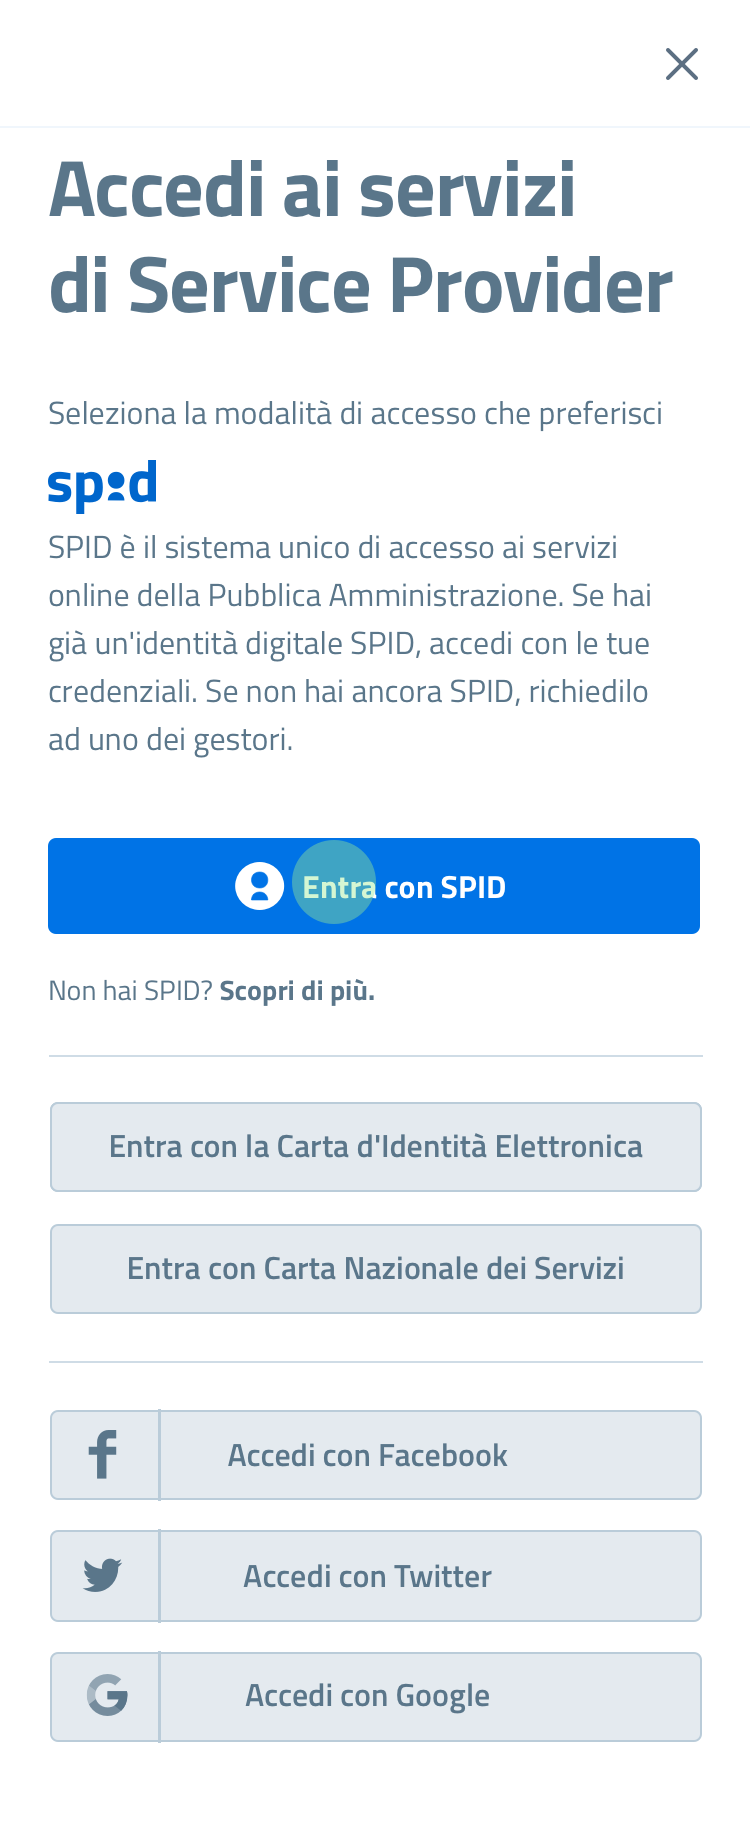 Accedi ai servizi
di Service Provider
Seleziona la modalità di accesso che preferisci
spid
SPID è il sistema unico di accesso ai servizi
online della Pubblica Amministrazione. Se hai
già un'identità digitale SPID, accedi con le tue
credenziali. Se non hai ancora SPID, richiedilo
ad uno dei gestori.
Entra con SPID
Non hai SPID? Scopri di più.
Entra con la Carta d'Identità Elettronica
Entra con Carta Nazionale dei Servizi
Accedi con Facebook
Accedi con Twitter
Accedi con Google